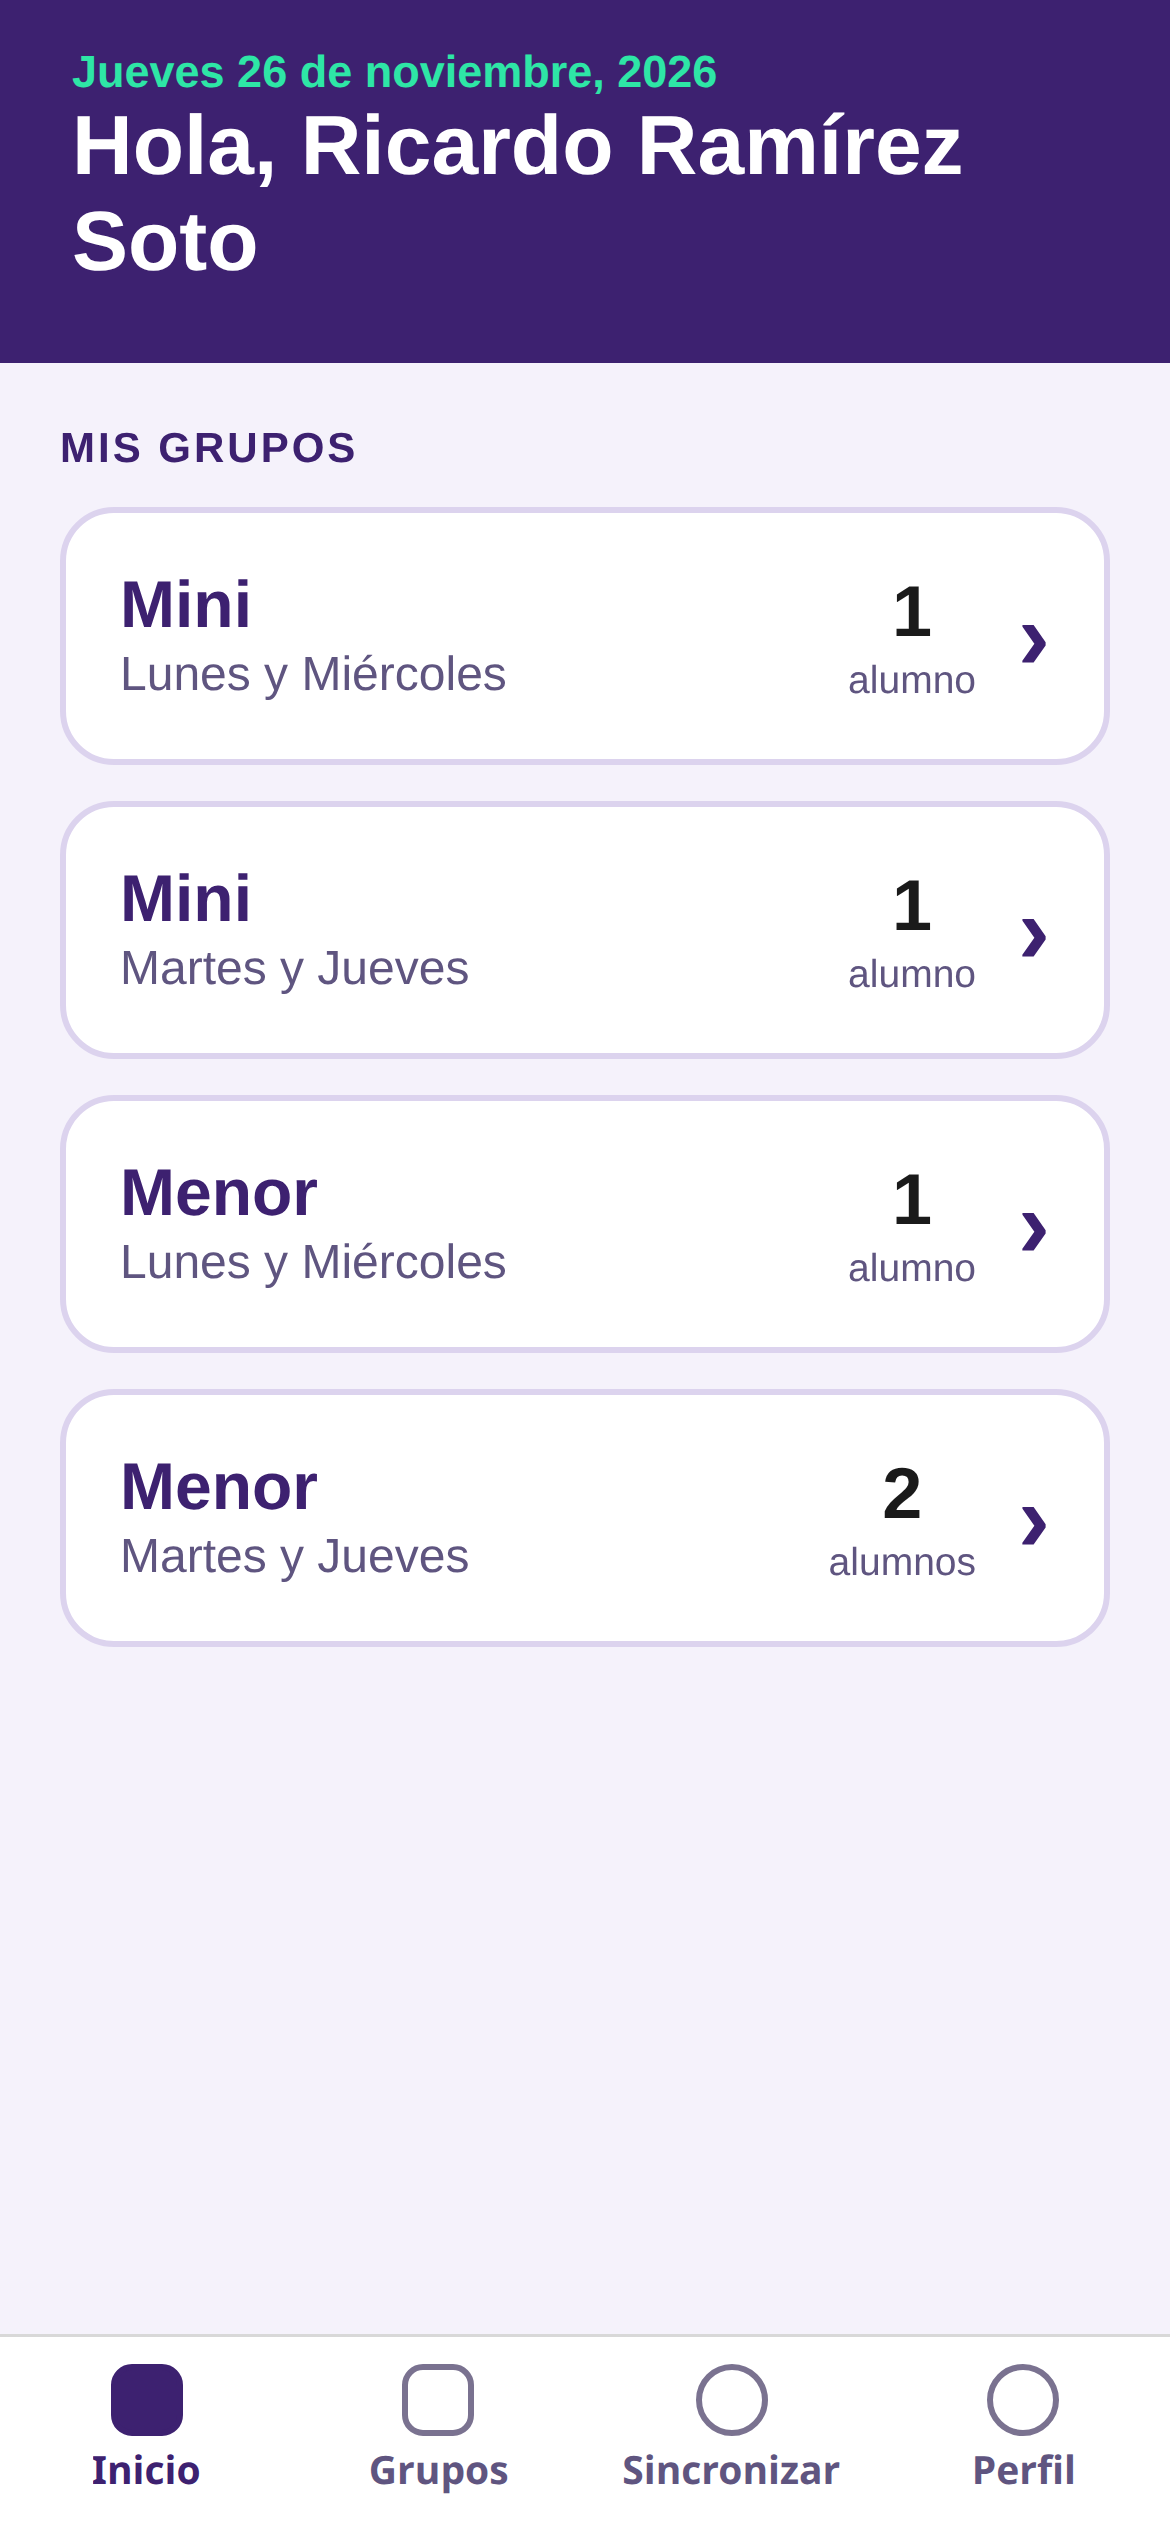 Jueves 26 de noviembre, 2026
Hola, Ricardo Ramírez
Soto
MIS GRUPOS
Mini
Lunes y Miércoles
1
alumno
›
Mini
Martes y Jueves
1
alumno
›
Menor
Lunes y Miércoles
1
alumno
›
Menor
Martes y Jueves
2
alumnos
›
Inicio
Grupos
Sincronizar
Perfil